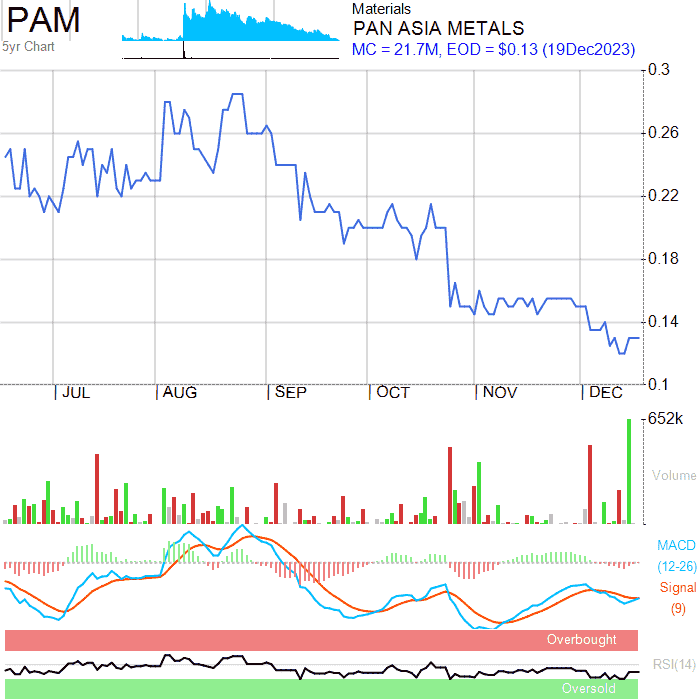 PAM
5yr Chart
Materials
PAN ASIA METALS
MC = 21.7M, EOD = $0.13 (19Dec2023)
0.3
0.26
0.22
0.18
0.14
0.1
JUL
AUG
SEP
OCT
NOV
DEC
652k
Volume
MACD
(12-26)
Signal
(9)
Overbought
RSI(14)
Oversold